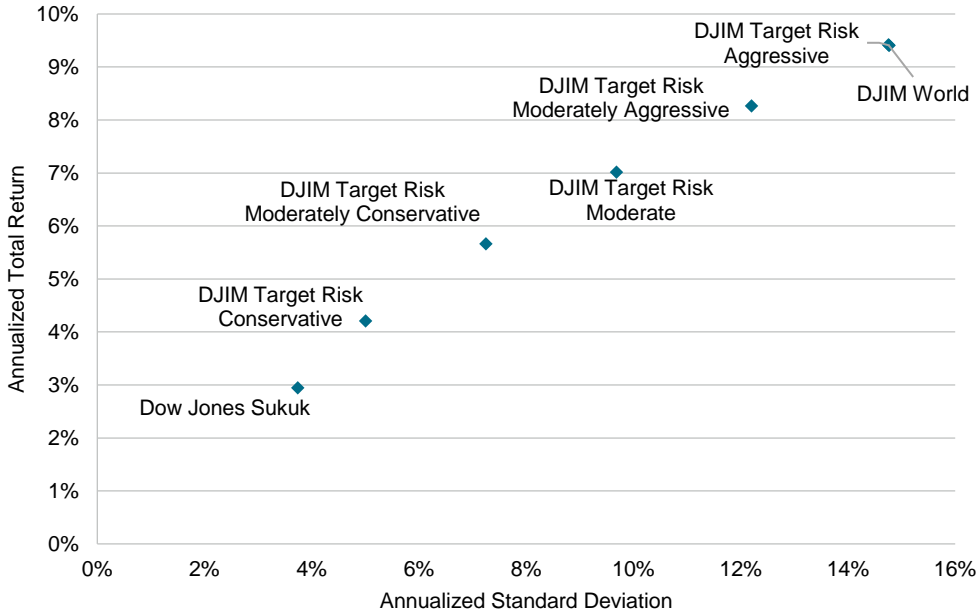 10%
9%
8%
7%
6%
5%
4%
3%
2%
1%
0%
Annualized Total Return
DJIM Target Risk
Aggressive
DJIM World
DJIM Target Risk
Moderately Aggressive
DJIM Target Risk
Moderately Conservative
DJIM Target Risk
Moderate
DJIM Target Risk
Conservative
Dow Jones Sukuk
0% 2% 4% 6% 8% 10% 12% 14% 16%
Annualized Standard Deviation